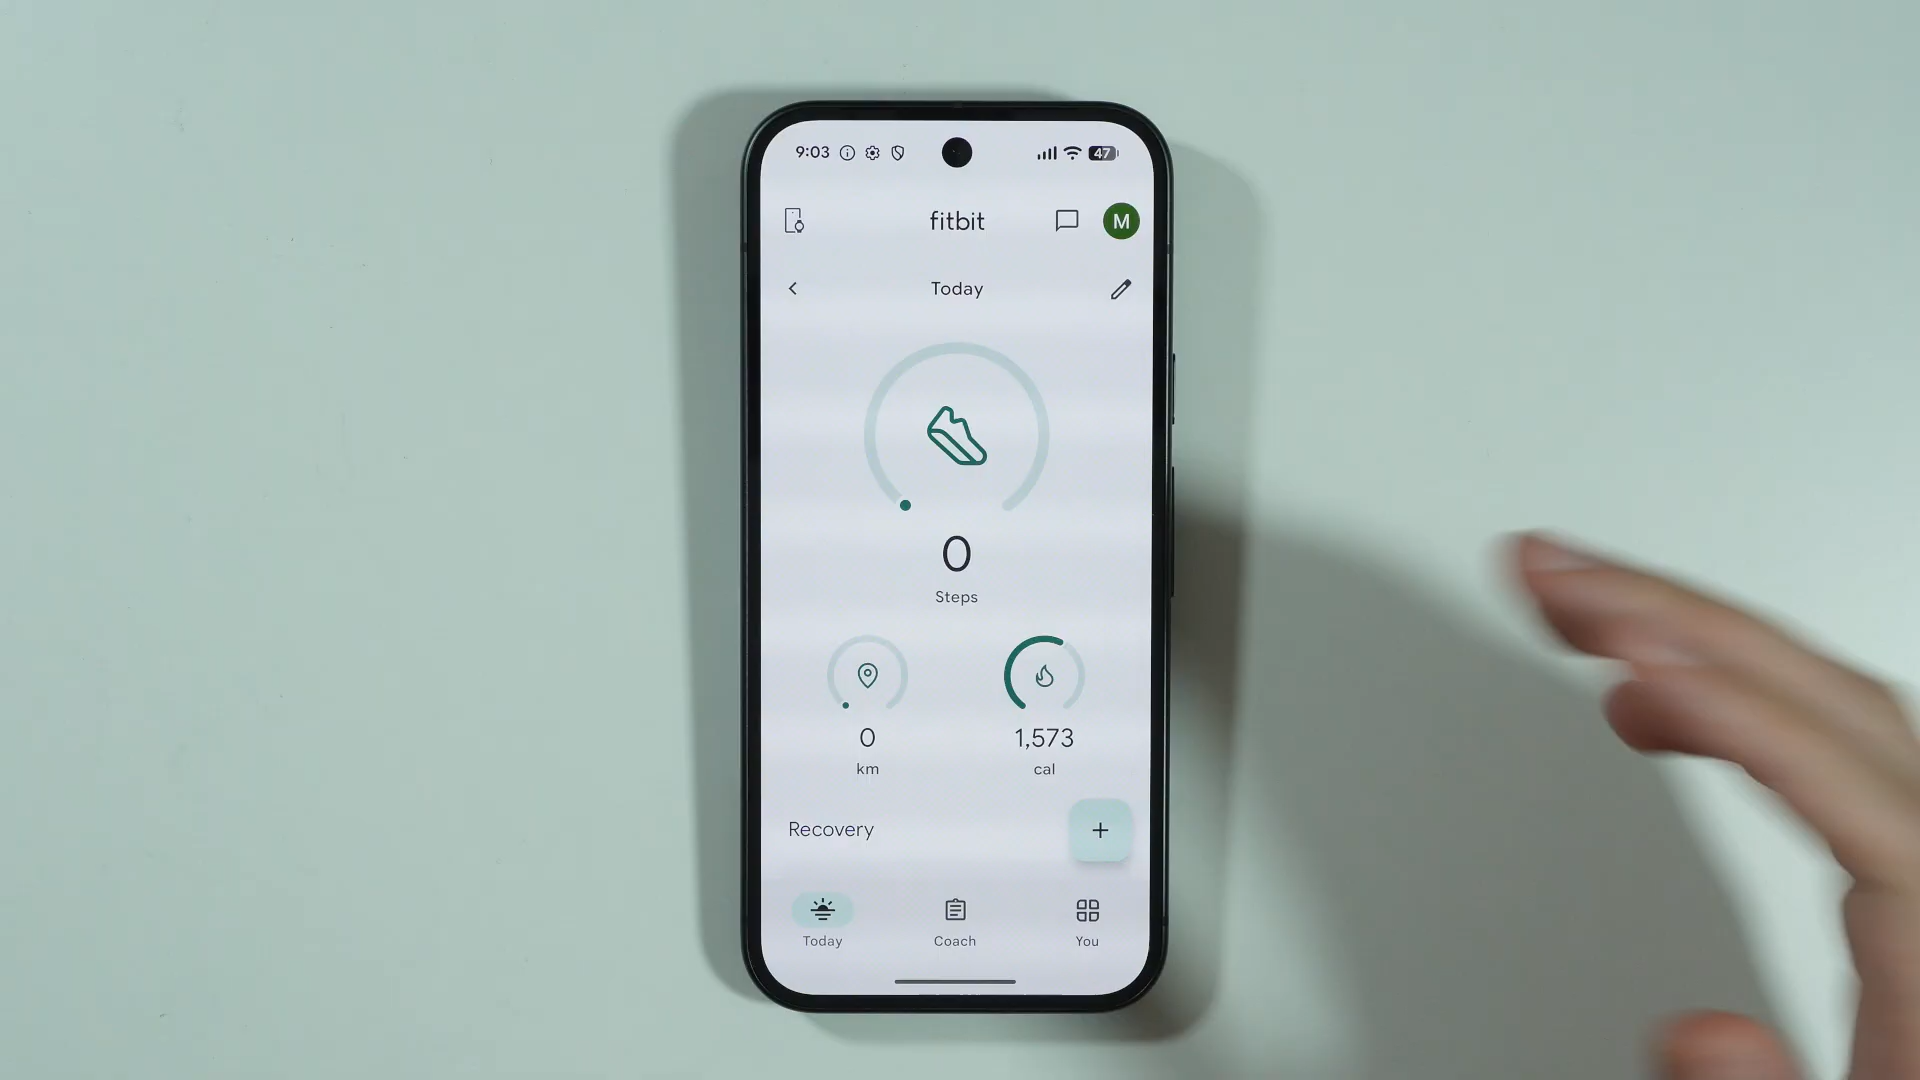 9:03 47
fitbit M
Today
0
Steps
0 1,573
km cal
Recovery +
Today Coach You